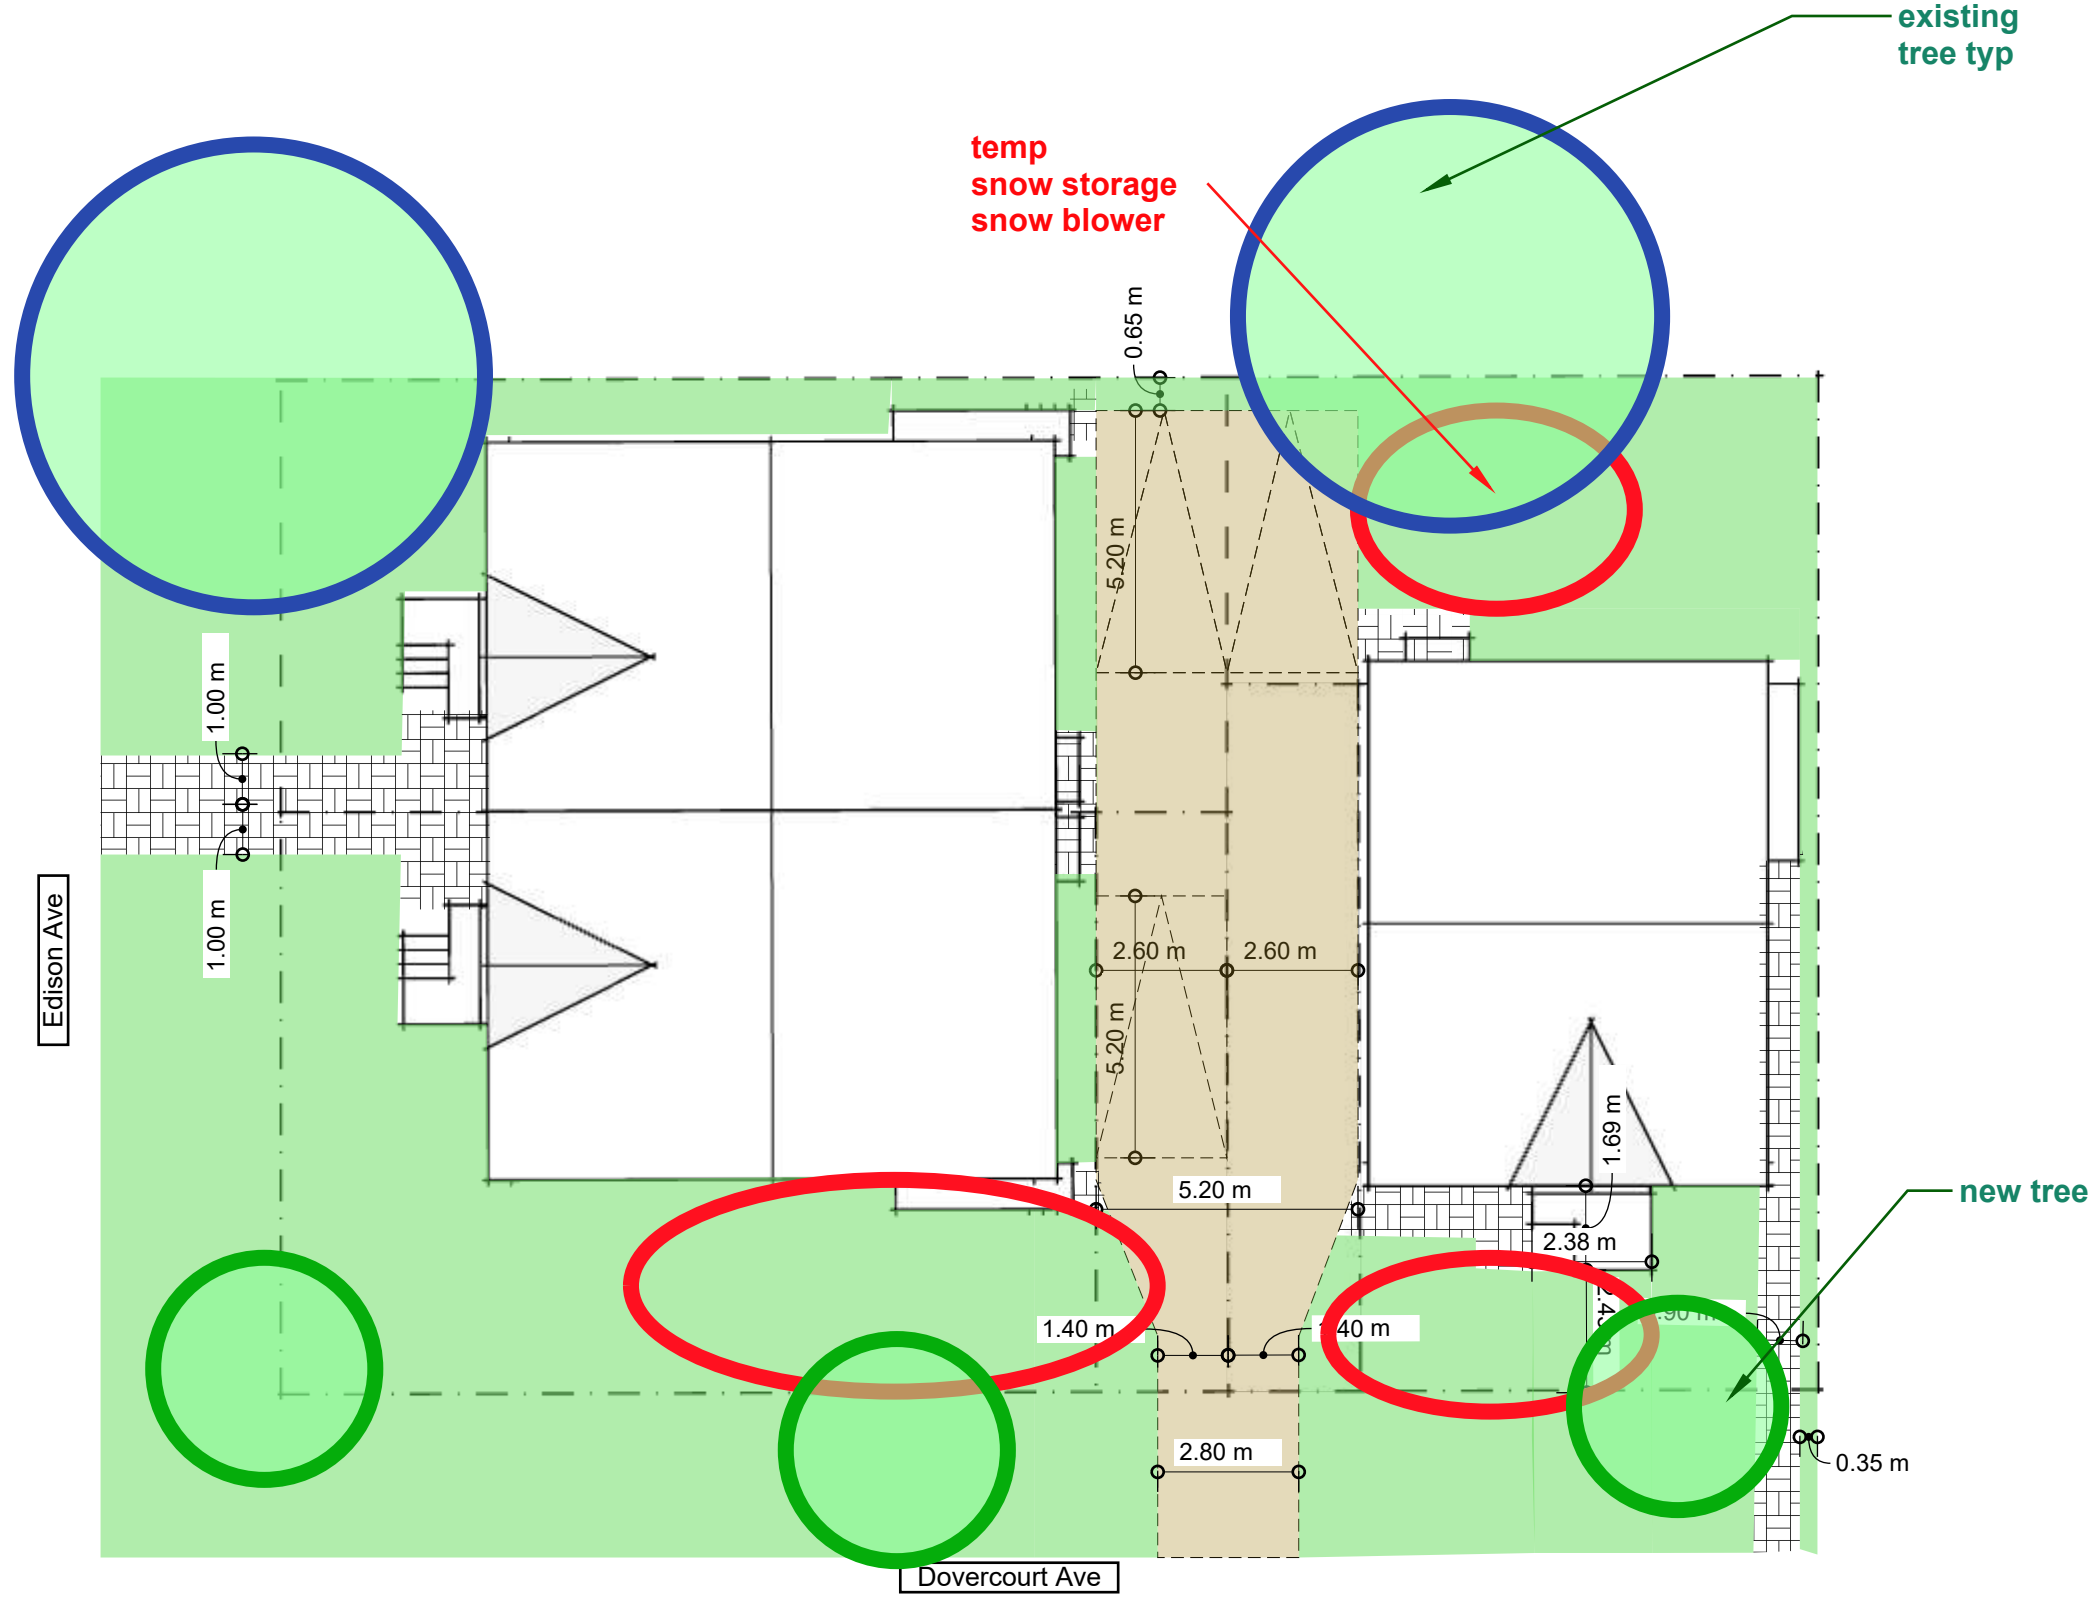 existing
tree typ
temp
snow storage
snow blower
0.65 m
5.20 m
1.00 m
1.00 m
Edison Ave
2.60 m
2.60 m
5.20 m
1.69 m
5.20 m
new tree
2.38 m
1.40 m
40 m
.90 m
2.80 m
0.35 m
Dovercourt Ave